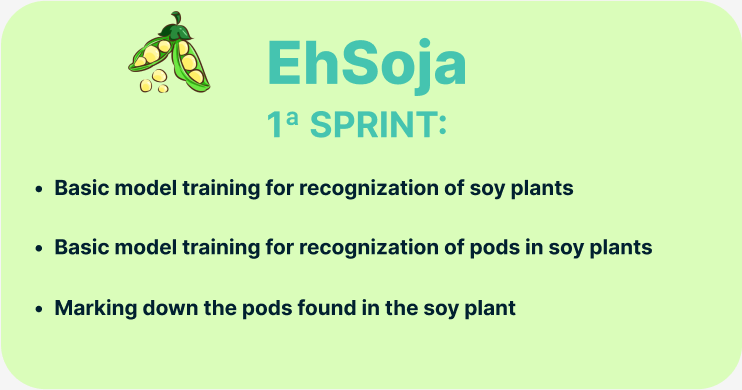 EhSoja
1ª SPRINT:
• Basic model training for recognization of soy plants
• Basic model training for recognization of pods in soy plants
• Marking down the pods found in the soy plant